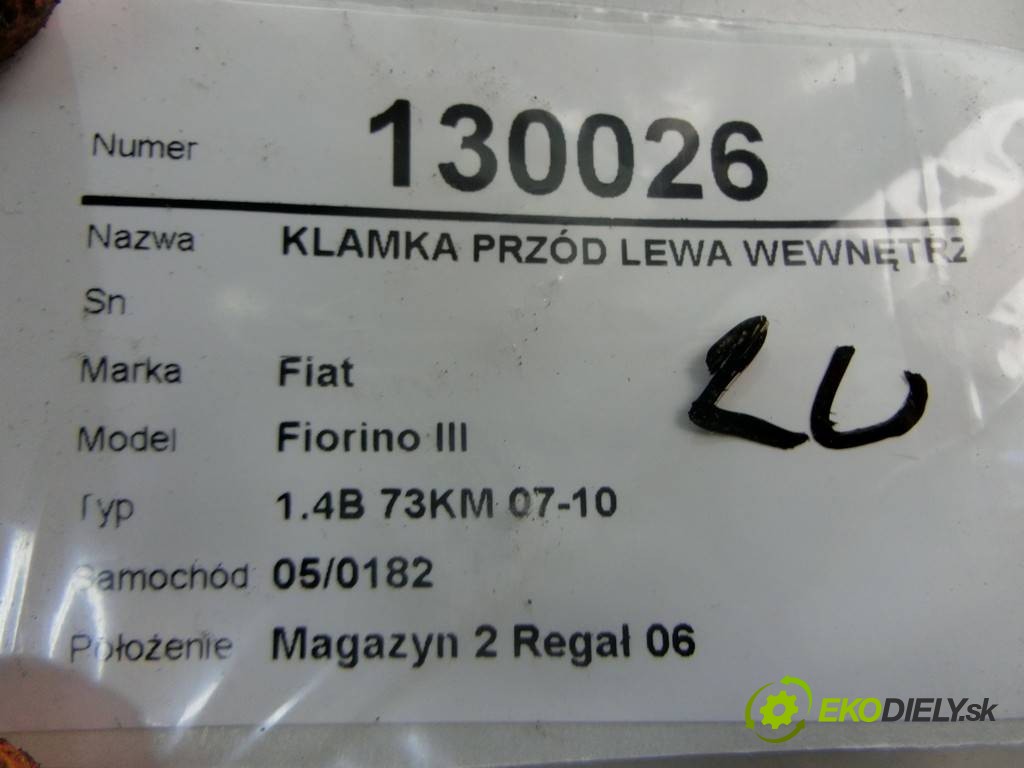 Numer 130026
Nazwa KLAMKA PRZÓD LEWA WEWNĘTRZ
Sn
Marka Fiat
Model Fiorino III
Typ 1.4B 73KM 07-10
Samochód 05/0182
Położenie Magazyn 2 Regał 06
EKODIELY.sk